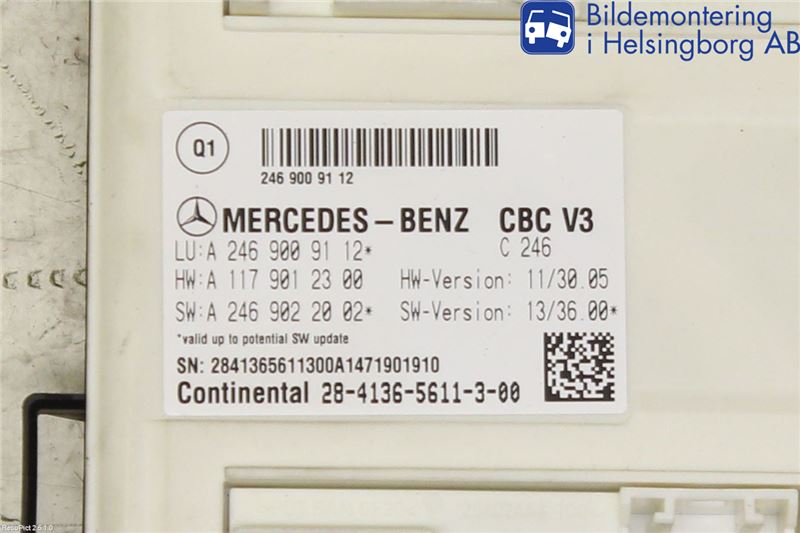 Bildemontering
i Helsingborg AB
Q1
246 900 91 12
MERCEDES-BENZ CBC V3
LU:A 246 900 91 12* C 246
HW:A 117 901 23 00 HW-Version: 11/30.05
SW:A 246 902 20 02* SW-Version: 13/36.00*
*valid up to potential SW update
SN: 2841365611300A1471901910
Continental 28-4136-5611-3-00